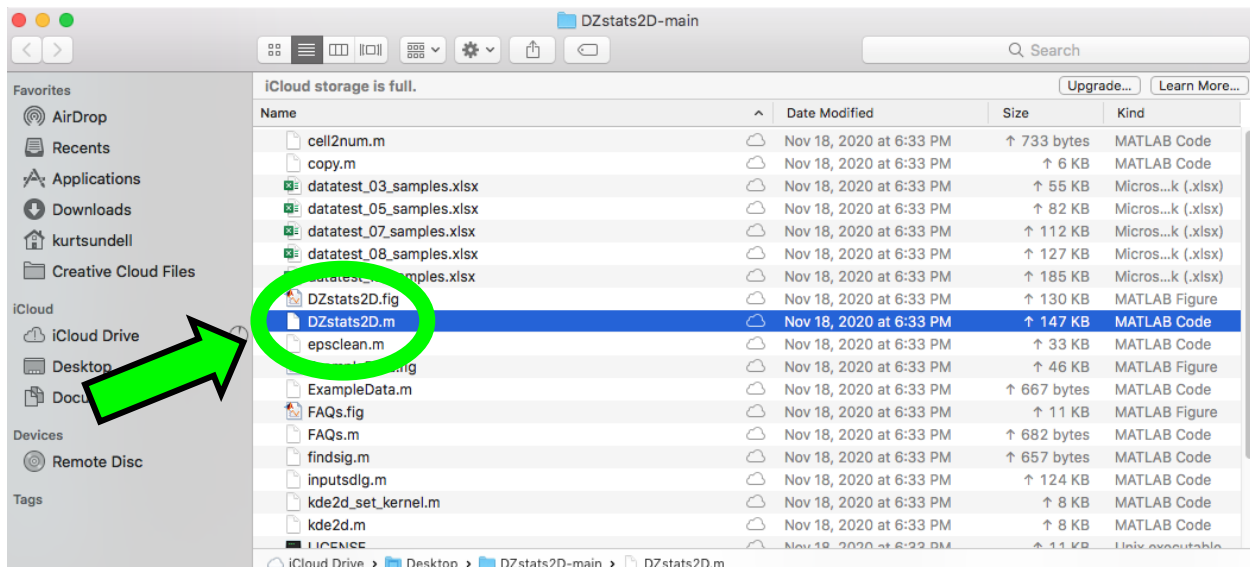 DZstats2D-main
Search
Favorites
AirDrop
Recents
Applications
Downloads
kurtsundell
Creative Cloud Files
iCloud
iCloud Drive
Desktop
Docu
Devices
Remote Disc
Tags
iCloud storage is full. Upgrade... Learn More...
Name Date Modified Size Kind
cell2num.m Nov 18, 2020 at 6:33 PM ↑ 733 bytes MATLAB Code
copy.m Nov 18, 2020 at 6:33 PM ↑ 6 KB MATLAB Code
datatest_03_samples.xlsx Nov 18, 2020 at 6:33 PM ↑ 55 KB Micros...k (.xlsx)
datatest_05_samples.xlsx Nov 18, 2020 at 6:33 PM ↑ 82 KB Micros...k (.xlsx)
datatest_07_samples.xlsx Nov 18, 2020 at 6:33 PM ↑ 112 KB Micros...k (.xlsx)
datatest_08_samples.xlsx Nov 18, 2020 at 6:33 PM ↑ 127 KB Micros...k (.xlsx)
Nov 18, 2020 at 6:33 PM ↑ 185 KB Micros...k (.xlsx)
DZstats2D.fig Nov 18, 2020 at 6:33 PM ↑ 130 KB MATLAB Figure
DZstats2D.m Nov 18, 2020 at 6:33 PM ↑ 147 KB MATLAB Code
epsclean.m Nov 18, 2020 at 6:33 PM ↑ 33 KB MATLAB Code
Nov 18, 2020 at 6:33 PM ↑ 46 KB MATLAB Figure
ExampleData.m Nov 18, 2020 at 6:33 PM ↑ 667 bytes MATLAB Code
FAQs.fig Nov 18, 2020 at 6:33 PM ↑ 11 KB MATLAB Figure
FAQs.m Nov 18, 2020 at 6:33 PM ↑ 682 bytes MATLAB Code
findsig.m Nov 18, 2020 at 6:33 PM ↑ 657 bytes MATLAB Code
inputsdlg.m Nov 18, 2020 at 6:33 PM ↑ 124 KB MATLAB Code
kde2d_set_kernel.m Nov 18, 2020 at 6:33 PM ↑ 8 KB MATLAB Code
kde2d.m Nov 18, 2020 at 6:33 PM ↑ 8 KB MATLAB Code
LICENSE Nov 18, 2020 at 6:33 PM ↑ 11 KB Unix executable
iCloud Drive › Desktop › DZstats2D-main › DZstats2D.m